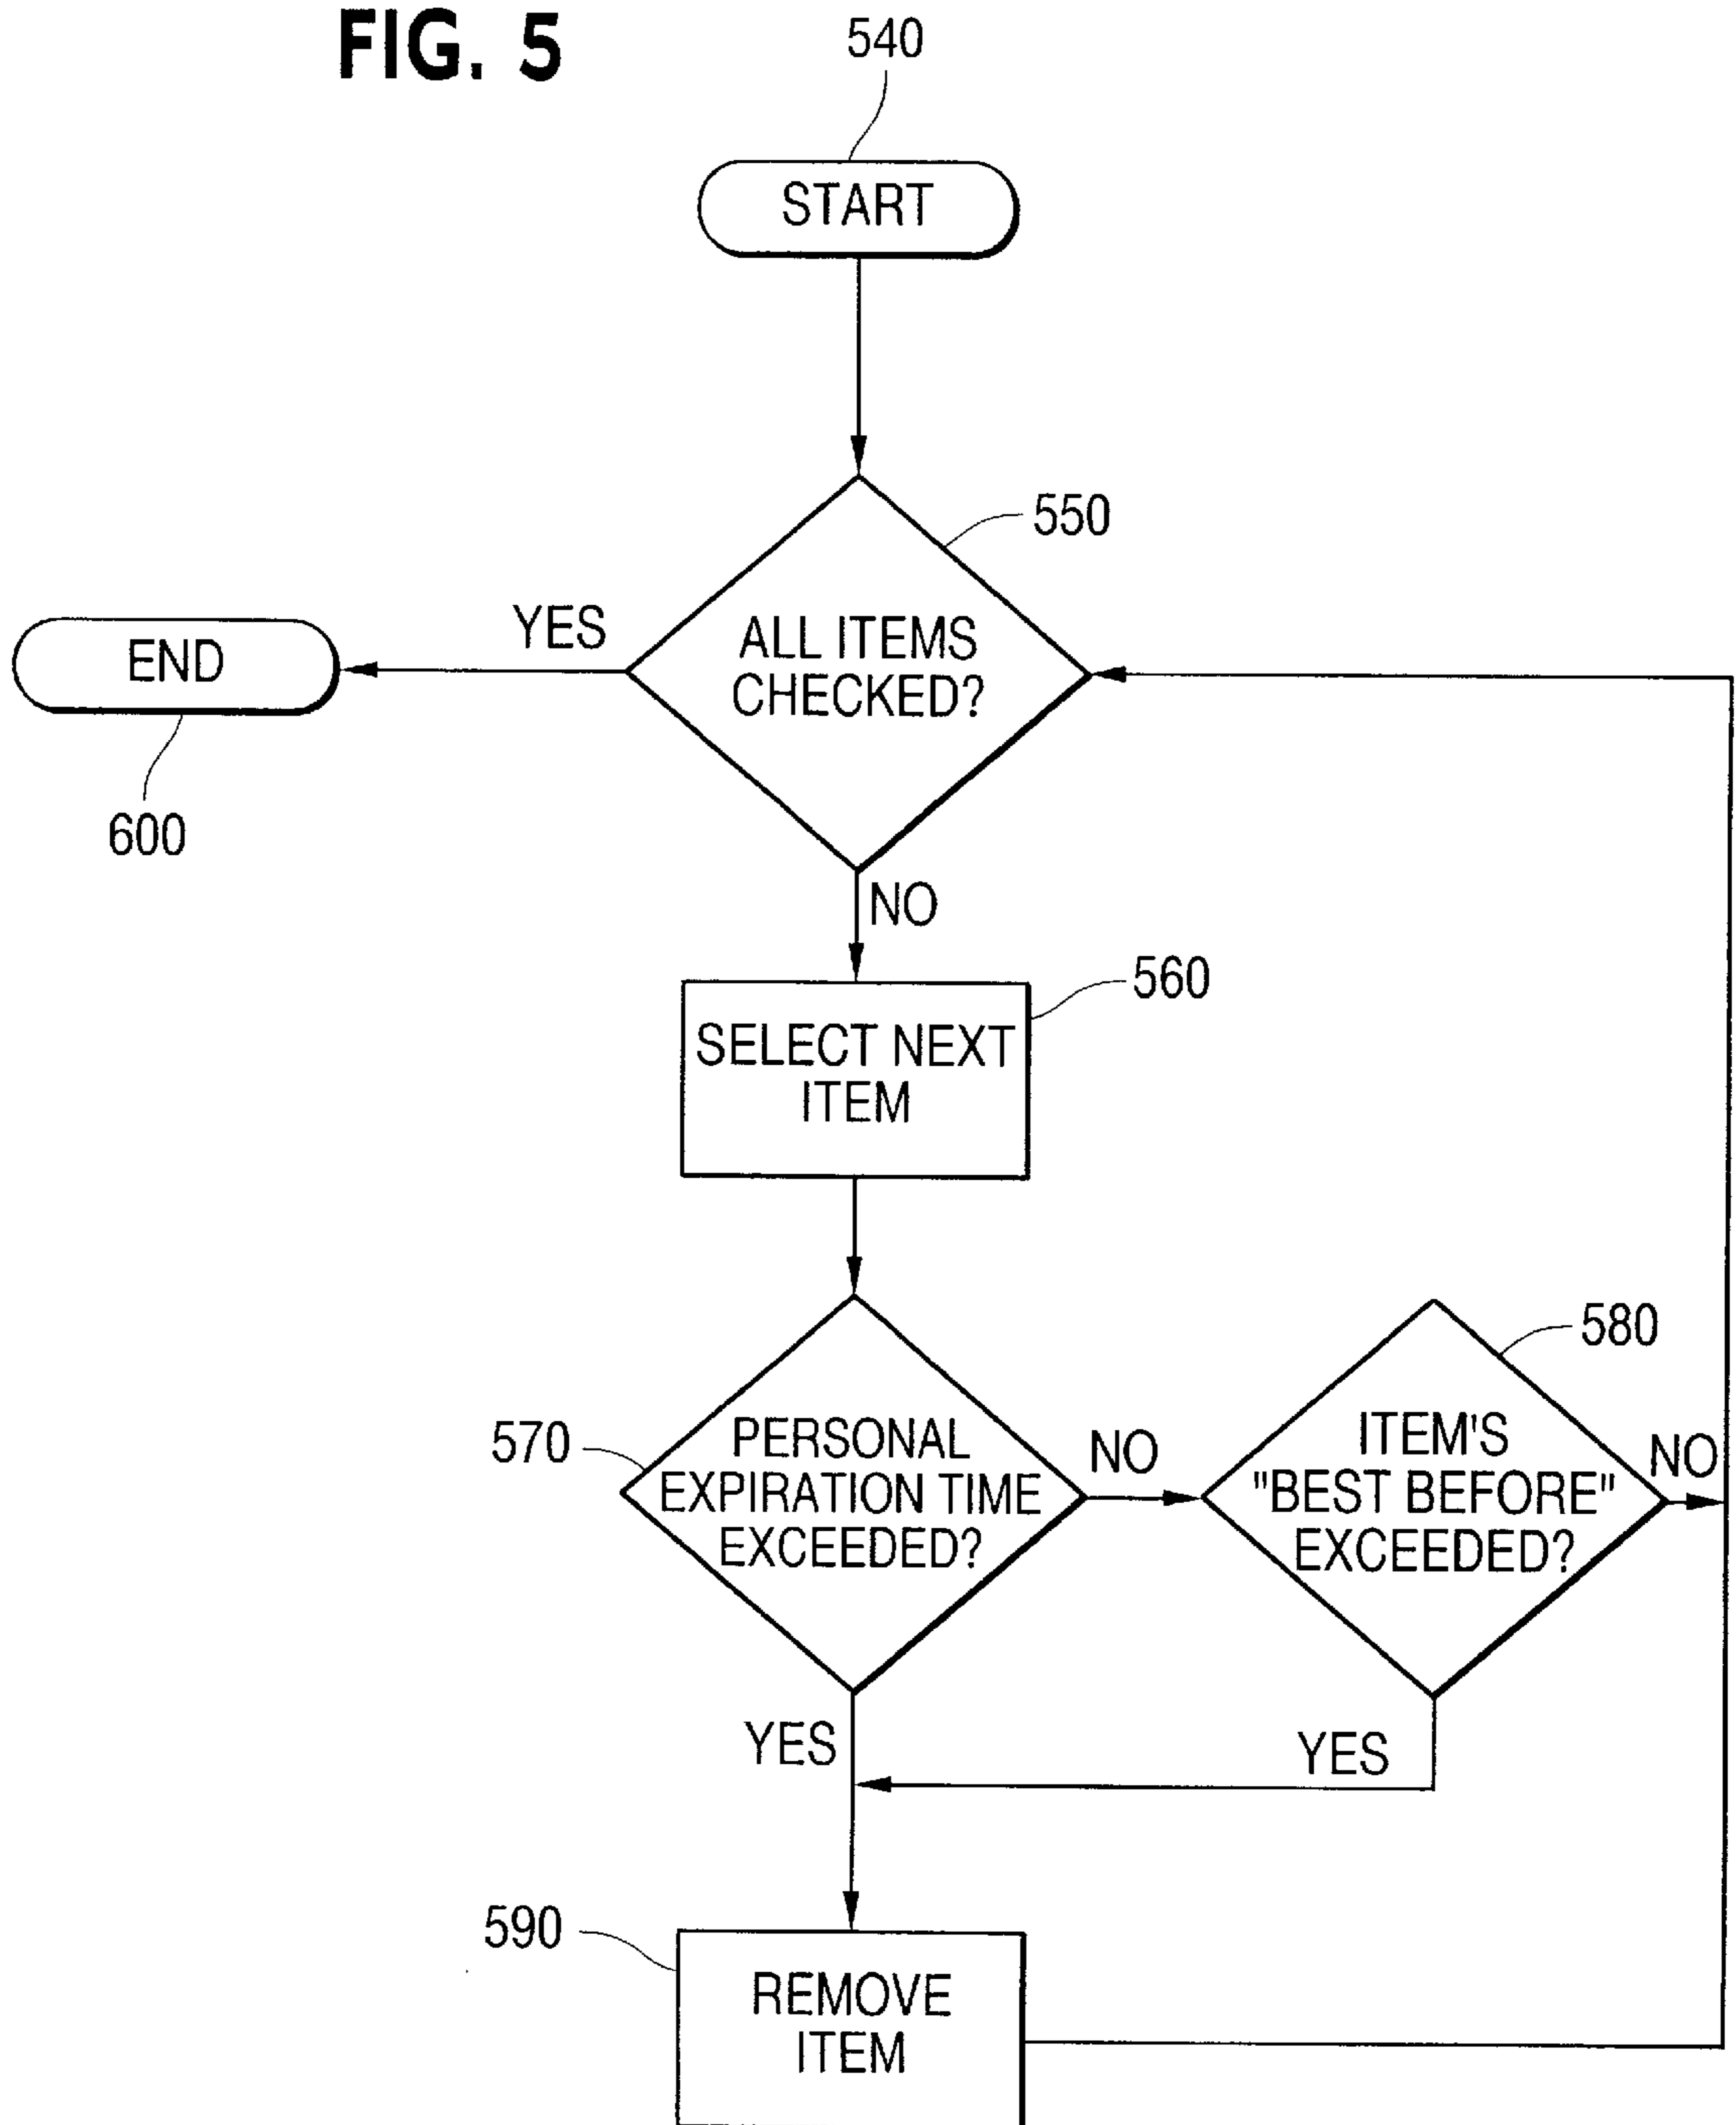 FIG. 5
540
START
550
YES
ALL ITEMS
CHECKED?
END
600
NO
560
SELECT NEXT
ITEM
580
570
PERSONAL
EXPIRATION TIME
EXCEEDED?
NO
ITEM'S
"BEST BEFORE"
EXCEEDED?
NO
YES
YES
590
REMOVE
ITEM